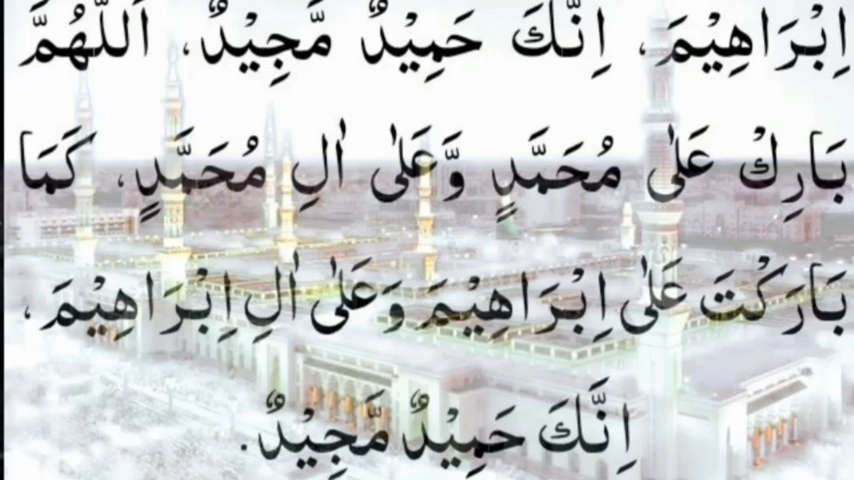 اِبْرَاهِيْمَ، اِنَّكَ حَمِيْدٌ مَّجِيْدٌ، اَللّٰهُمَّ
بَارِكْ عَلٰى مُحَمَّدٍ وَّعَلٰى اٰلِ مُحَمَّدٍ، كَمَا
بَارَكْتَ عَلٰى اِبْرَاهِيْمَ وَعَلٰى اٰلِ اِبْرَاهِيْمَ،
اِنَّكَ حَمِيْدٌ مَّجِيْدٌ.